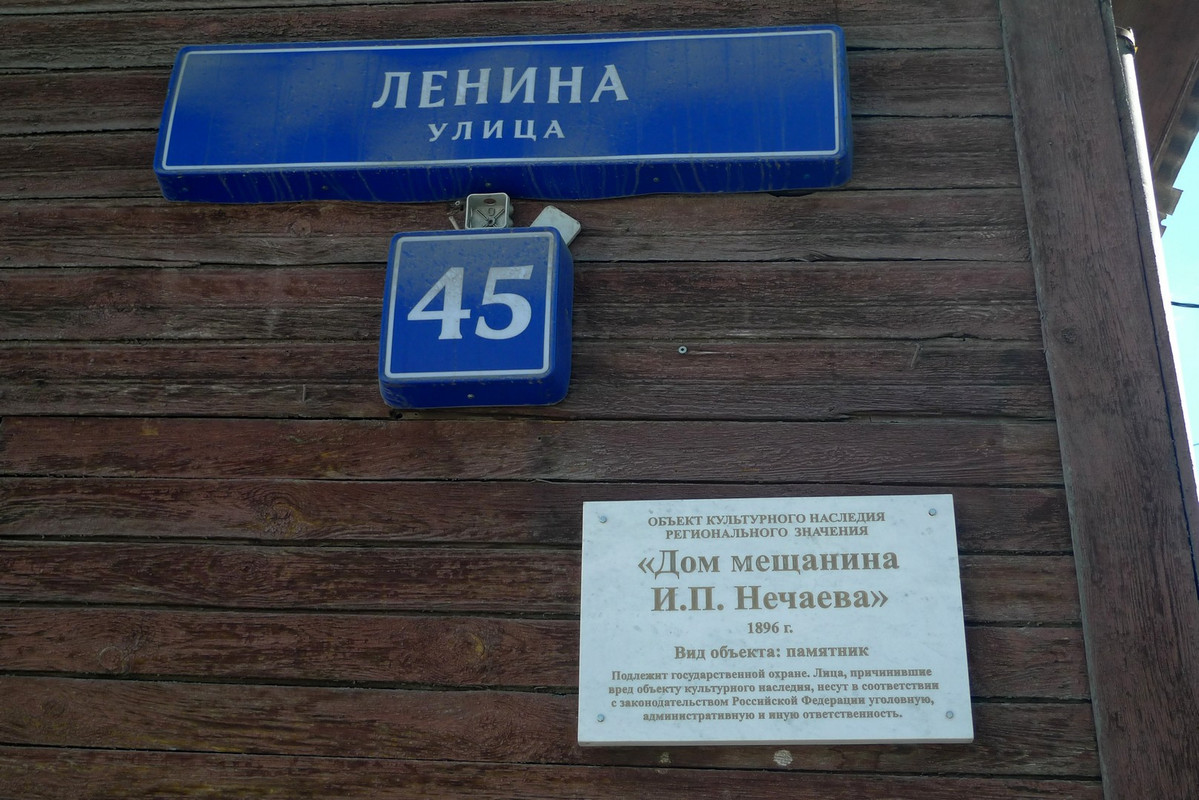 ЛЕНИНА
УЛИЦА
45
ОБЪЕКТ КУЛЬТУРНОГО НАСЛЕДИЯ
РЕГИОНАЛЬНОГО ЗНАЧЕНИЯ
«Дом мещанина
И.П. Нечаева»
1896 г.
Вид объекта: памятник
Подлежит государственной охране. Лица, причинившие
вред объекту культурного наследия, несут в соответствии
с законодательством Российской Федерации уголовную,
административную и иную ответственность.